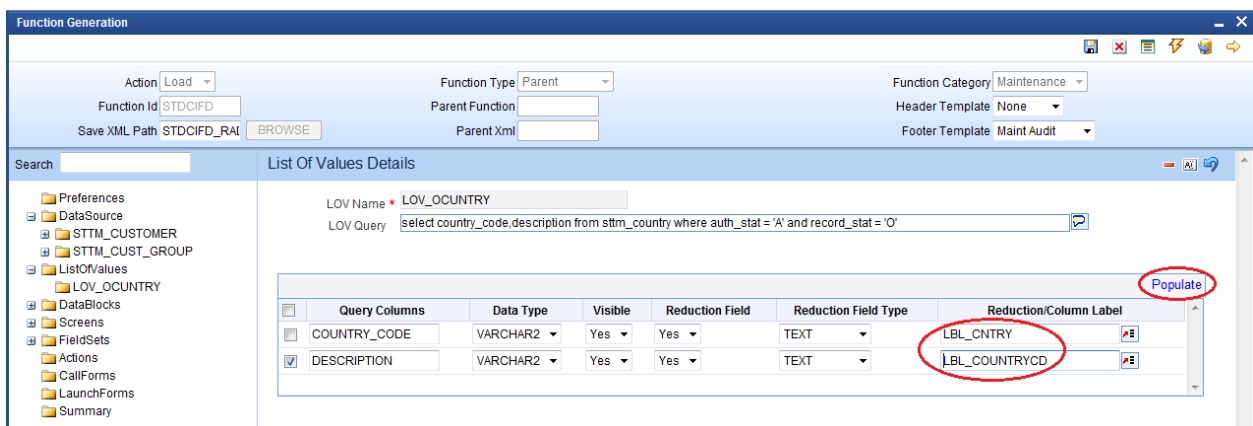 Function Generation
Action Load Function Type Parent Function Category Maintenance
Function Id STDCIFD Parent Function Header Template None
Save XML Path STDCIFD_RAI BROWSE Parent Xml Footer Template Maint Audit
Search List Of Values Details
Preferences
DataSource
STTM_CUSTOMER
STTM_CUST_GROUP
ListOfValues
LOV_OCUNTRY
DataBlocks
Screens
FieldSets
Actions
CallForms
LaunchForms
Summary
LOV Name * LOV_OCUNTRY
LOV Query select country_code,description from sttm_country where auth_stat = 'A' and record_stat = 'O'
Populate
Query Columns Data Type Visible Reduction Field Reduction Field Type Reduction/Column Label
COUNTRY_CODE VARCHAR2 Yes Yes TEXT LBL_CNTRY
DESCRIPTION VARCHAR2 Yes Yes TEXT LBL_COUNTRYCD